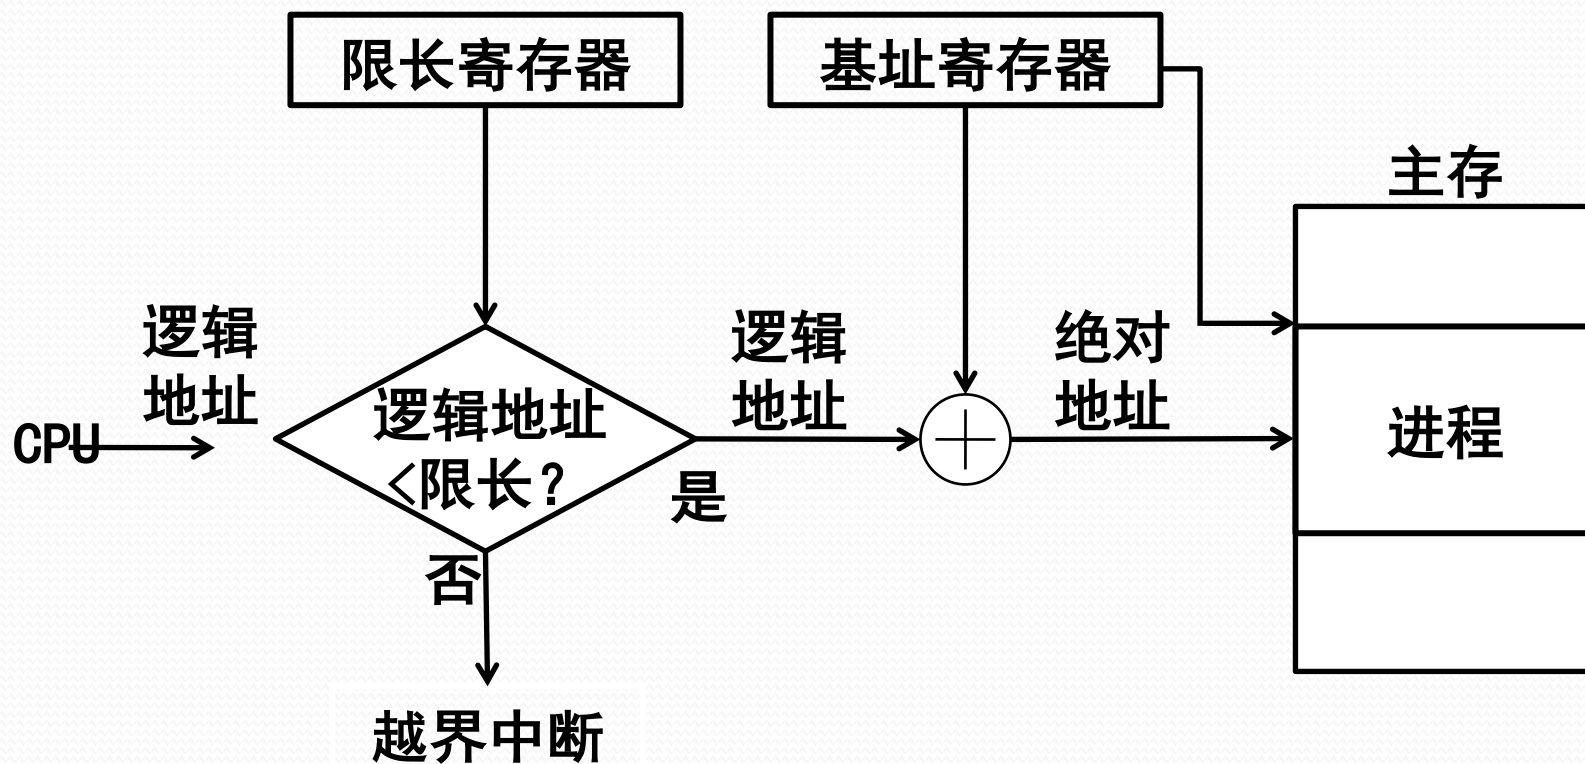 限长寄存器
基址寄存器
主存
逻辑
地址
CPU
逻辑地址
<限长?
是
否
越界中断
逻辑
地址
绝对
地址
进程